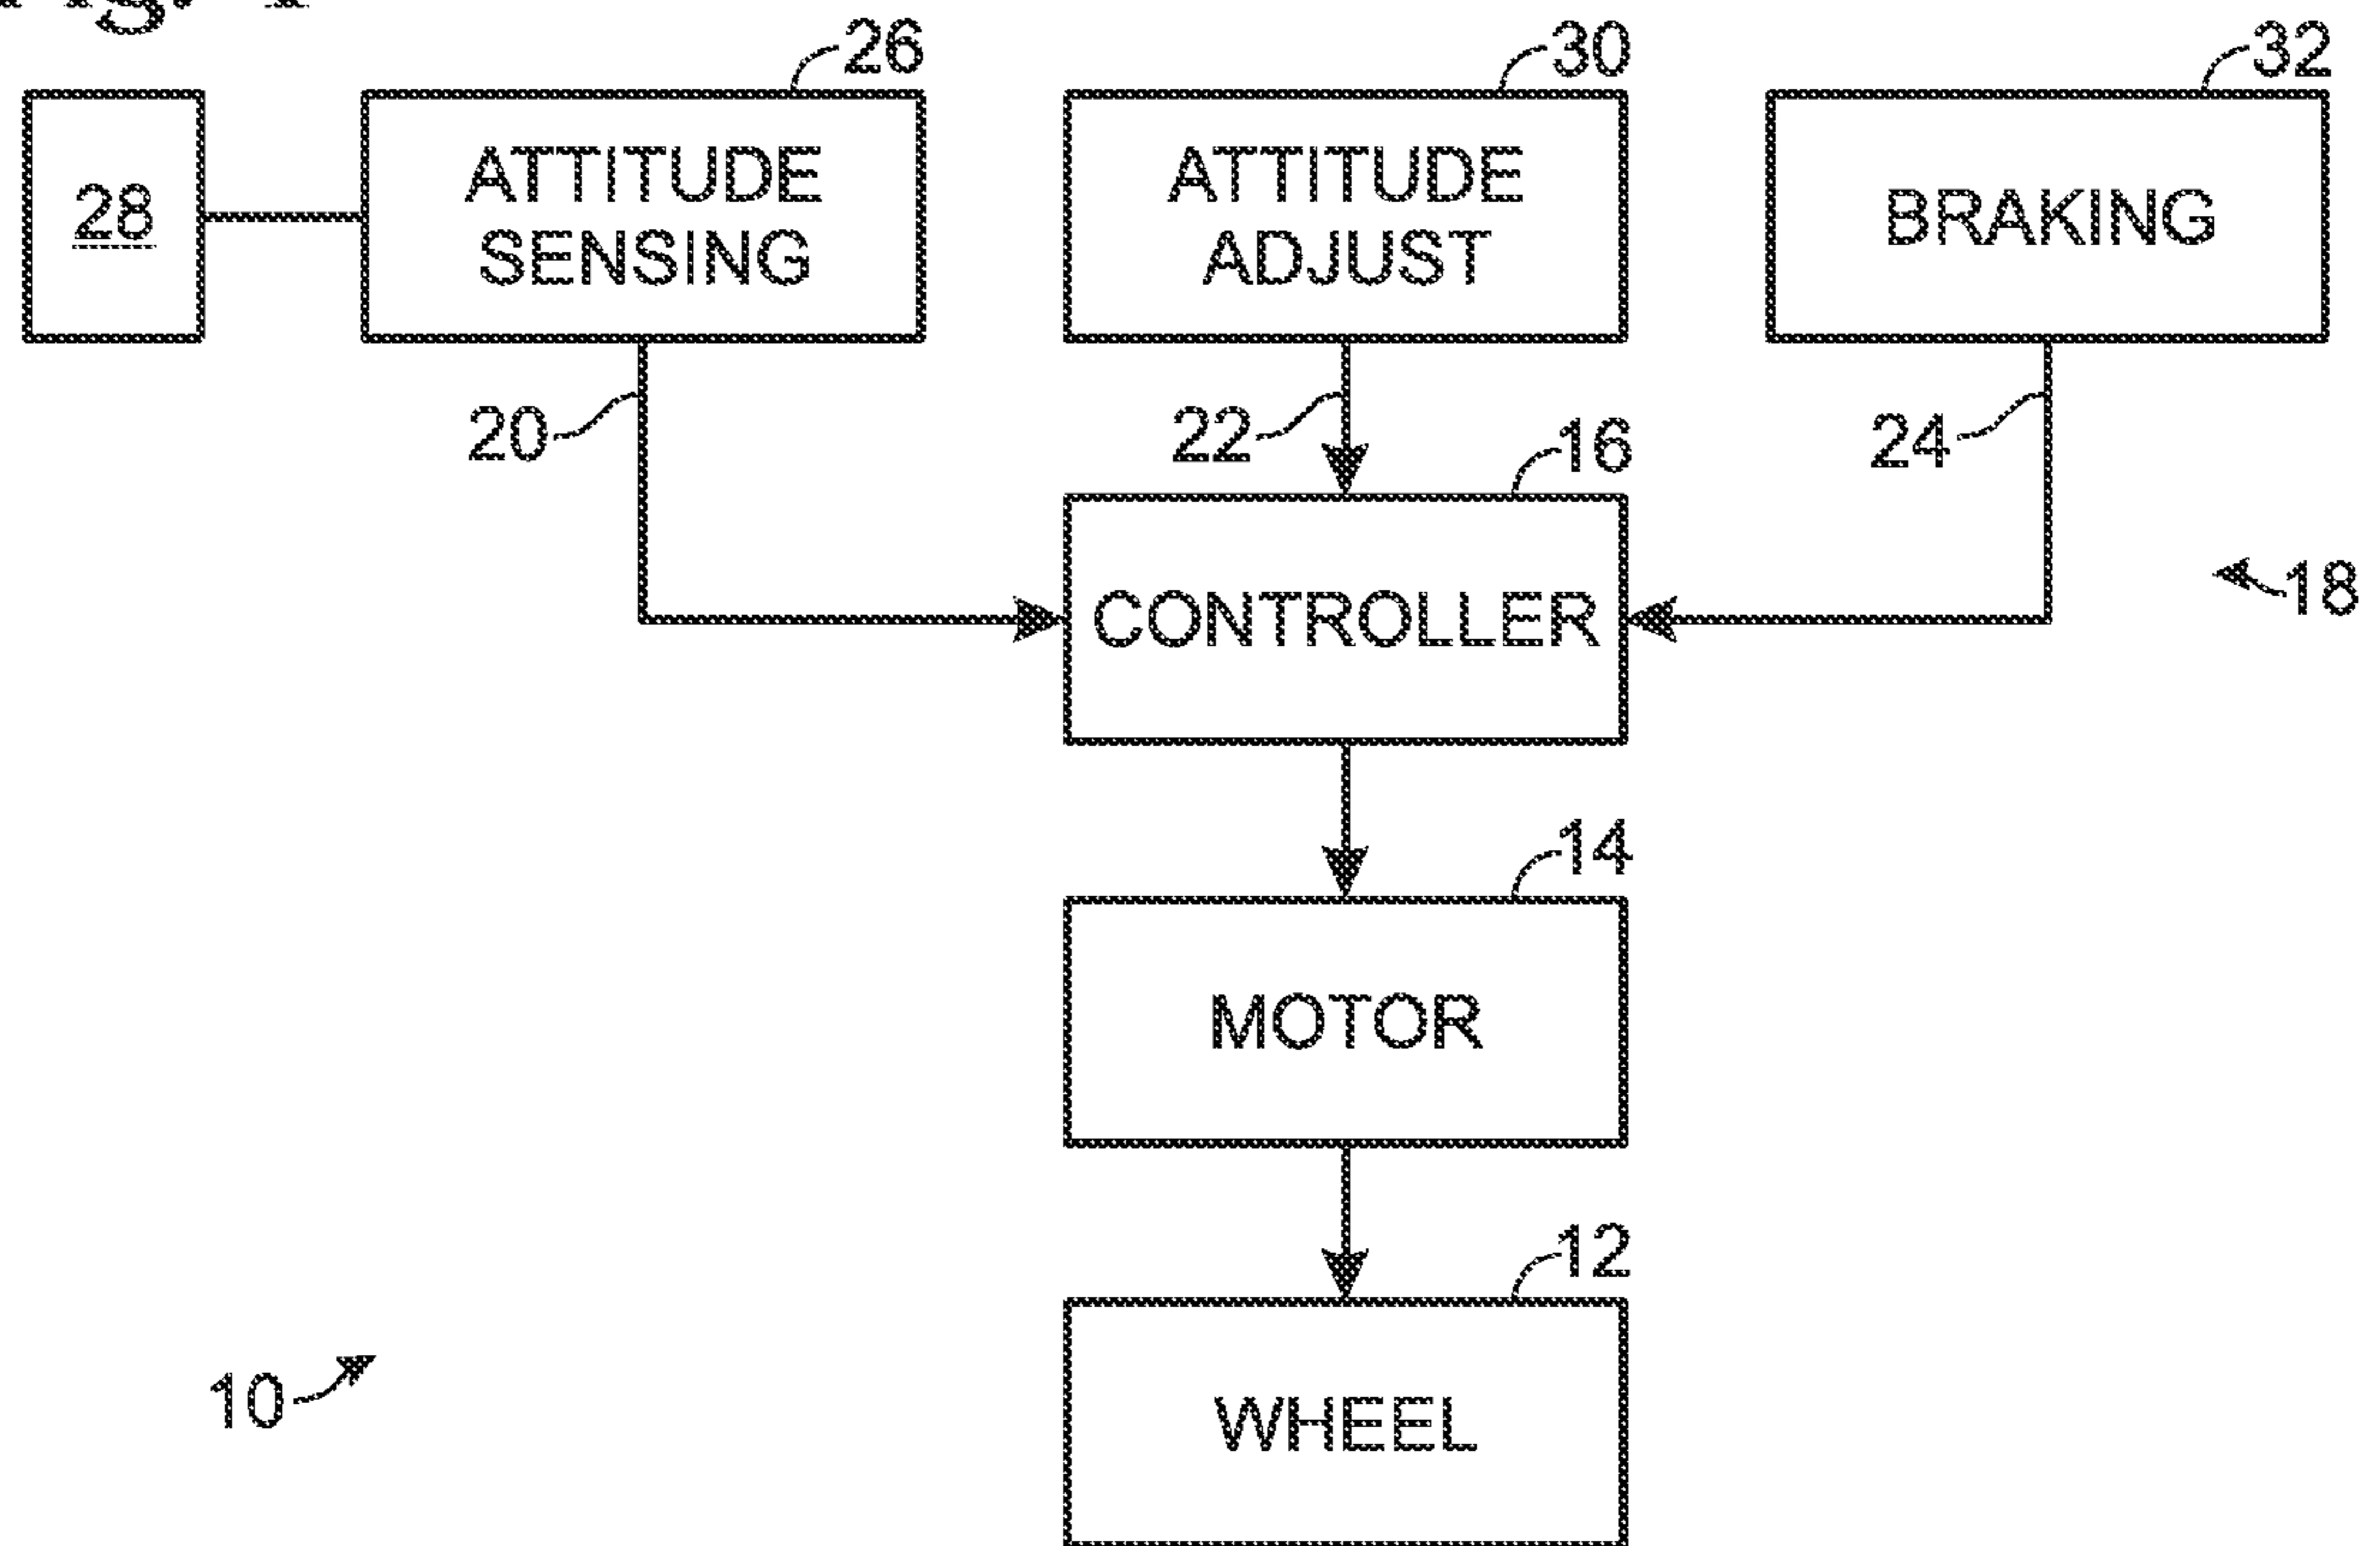 26
30
32
28
ATTITUDE
SENSING
ATTITUDE
ADJUST
BRAKING
20
22
16
24
CONTROLLER
18
14
MOTOR
12
10
WHEEL